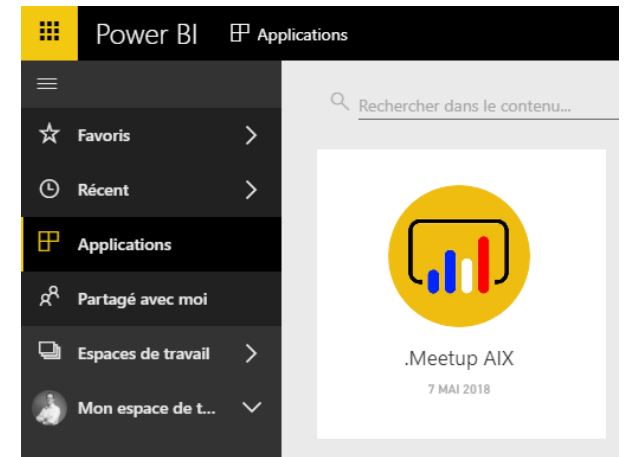 Power BI
Applications
Rechercher dans le contenu...
Favoris
Récent
Applications
Partagé avec moi
Espaces de travail
Mon espace de t...
.Meetup AIX
7 MAI 2018